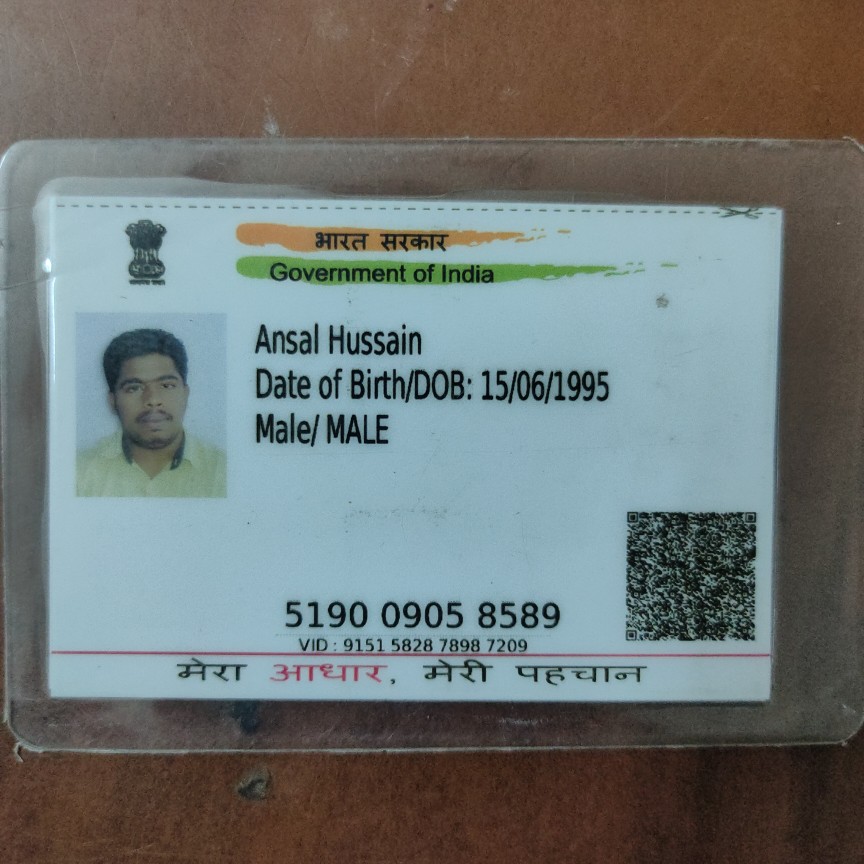 भारत सरकार
Government of India
Ansal Hussain
Date of Birth/DOB: 15/06/1995
Male/ MALE
5190 0905 8589
VID : 9151 5828 7898 7209
मेरा आधार, मेरी पहचान